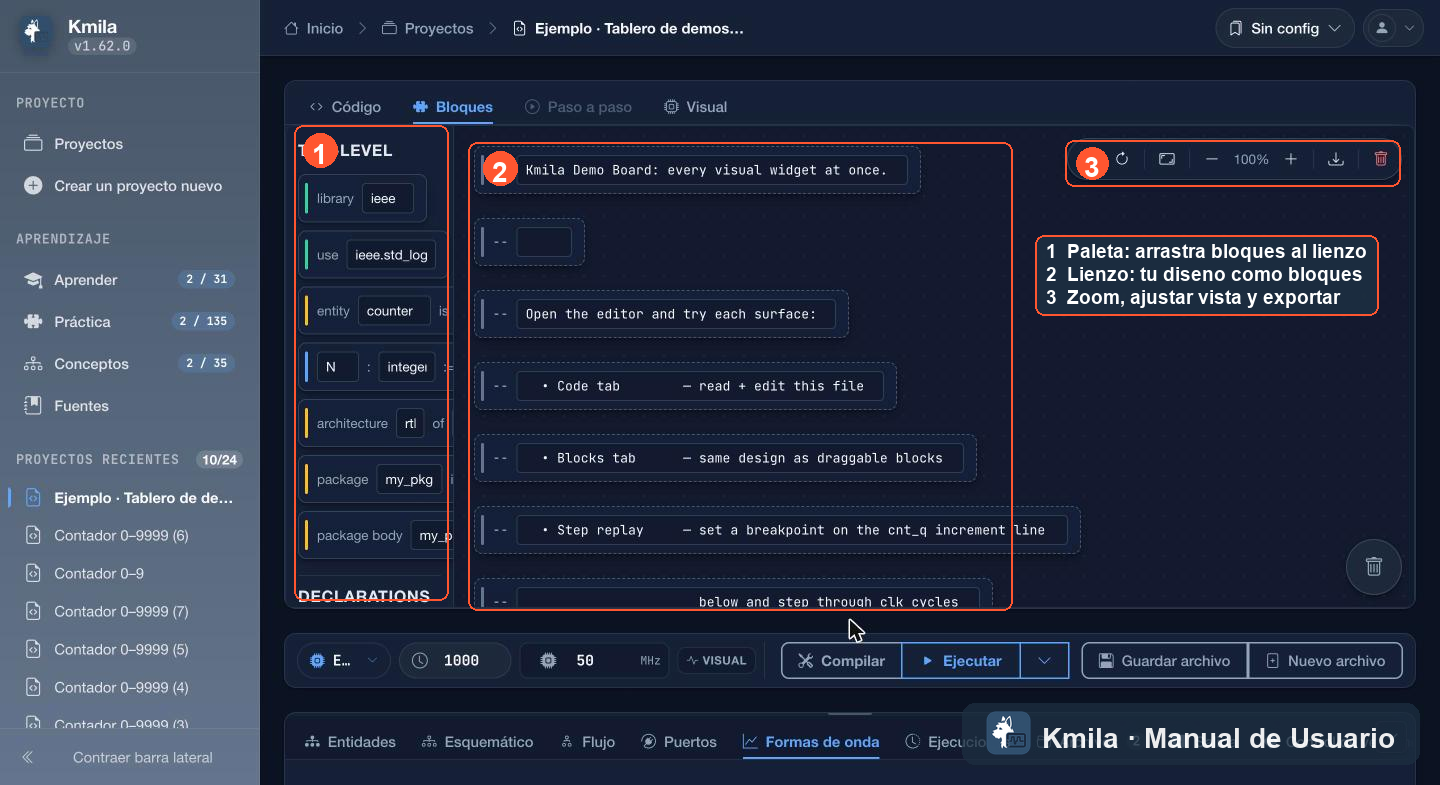 Kmila
v1.62.0
PROYECTO
Proyectos
Crear un proyecto nuevo
APRENDIZAJE
Aprender 2 / 31
Práctica 2 / 135
Conceptos 2 / 35
Fuentes
PROYECTOS RECIENTES 10/24
Ejemplo · Tablero de de...
Contador 0–9999 (6)
Contador 0–9
Contador 0–9999 (7)
Contador 0–9999 (5)
Contador 0–9999 (4)
Contador 0–9999 (3)
Contraer barra lateral
Inicio Proyectos Ejemplo · Tablero de demos...
Sin config
Código Bloques Paso a paso Visual
1 LEVEL
library ieee
use ieee.std_log
entity counter is
N : integer :=
architecture rtl of
package my_pkg
package body my_p
DECLARATIONS
2 Kmila Demo Board: every visual widget at once.
--
-- Open the editor and try each surface:
-- • Code tab — read + edit this file
-- • Blocks tab — same design as draggable blocks
-- • Step replay — set a breakpoint on the cnt_q increment line
-- below and step through clk cycles
3 100%
1 Paleta: arrastra bloques al lienzo
2 Lienzo: tu diseno como bloques
3 Zoom, ajustar vista y exportar
E... 1000 50 MHz VISUAL Compilar Ejecutar Guardar archivo Nuevo archivo
Entidades Esquemático Flujo Puertos Formas de onda
Kmila · Manual de Usuario